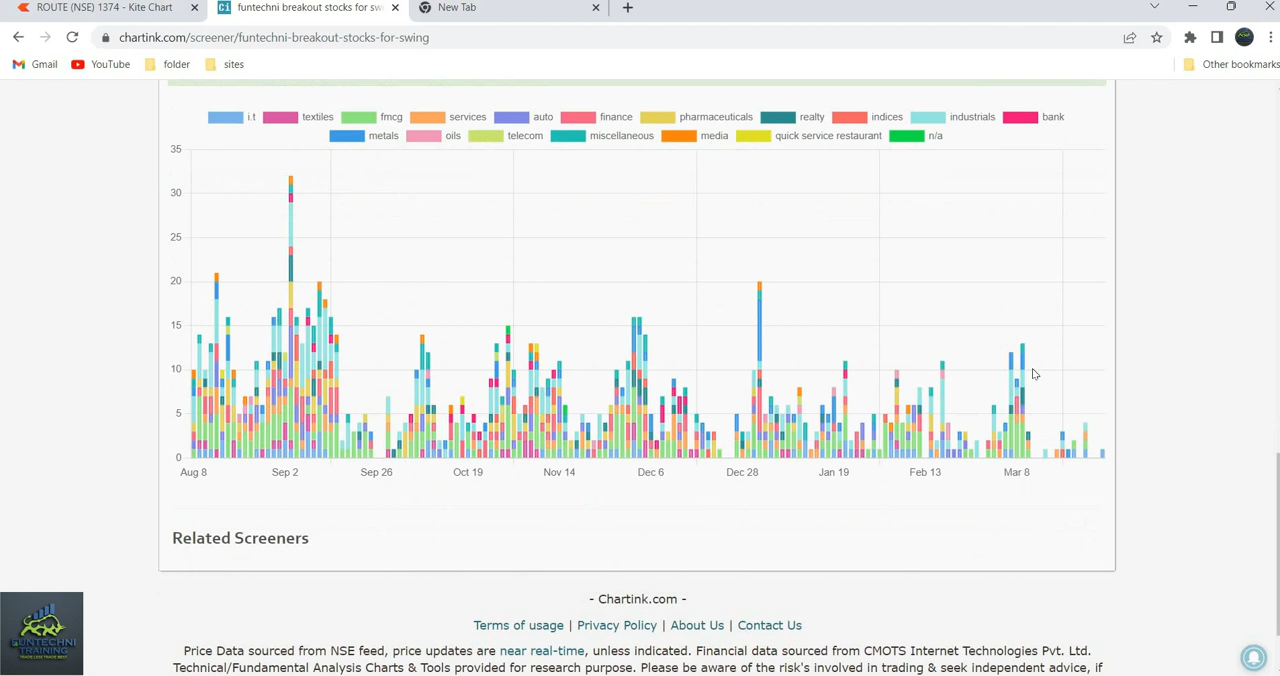 ROUTE (NSE) 1374 - Kite Chart
funtechni breakout stocks for sw
New Tab
chartink.com/screener/funtechni-breakout-stocks-for-swing
Gmail YouTube folder sites Other bookmarks
i.t textiles fmcg services auto finance pharmaceuticals realty indices industrials bank
metals oils telecom miscellaneous media quick service restaurant n/a
35
30
25
20
15
10
5
0
Aug 8 Sep 2 Sep 26 Oct 19 Nov 14 Dec 6 Dec 28 Jan 19 Feb 13 Mar 8
Related Screeners
- Chartink.com -
Terms of usage | Privacy Policy | About Us | Contact Us
Price Data sourced from NSE feed, price updates are near real-time, unless indicated. Financial data sourced from CMOTS Internet Technologies Pvt. Ltd.
Technical/Fundamental Analysis Charts & Tools provided for research purpose. Please be aware of the risk's involved in trading & seek independent advice, if
FUNTECHNI
TRAINING